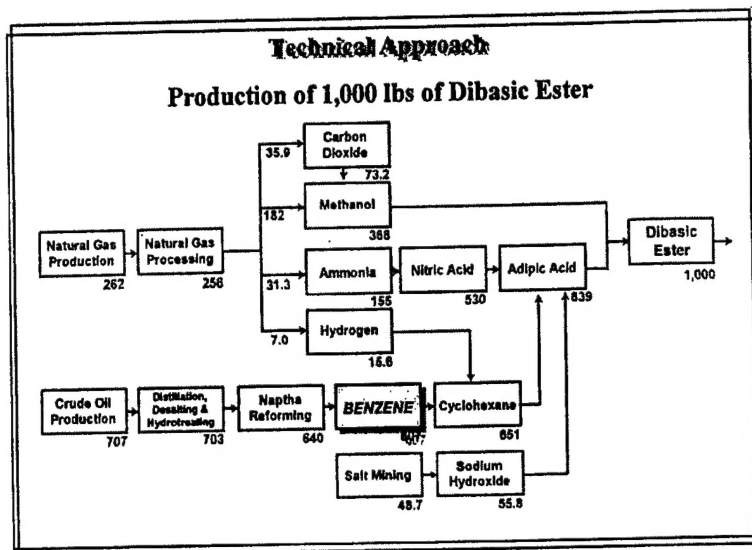 Technical Approach
Production of 1,000 lbs of Dibasic Ester
Carbon
Dioxide
35.9
73.2
Methanol
182
368
Dibasic
Ester
1,000
Natural Gas
Production
262
Natural Gas
Processing
256
Ammonia
31.3
155
Nitric Acid
530
Adipic Acid
839
Hydrogen
7.0
15.6
Crude Oil
Production
707
Distillation,
Desalting &
Hydrotreating
703
Naptha
Reforming
640
BENZENE
607
Cyclohexane
651
Salt Mining
48.7
Sodium
Hydroxide
55.8